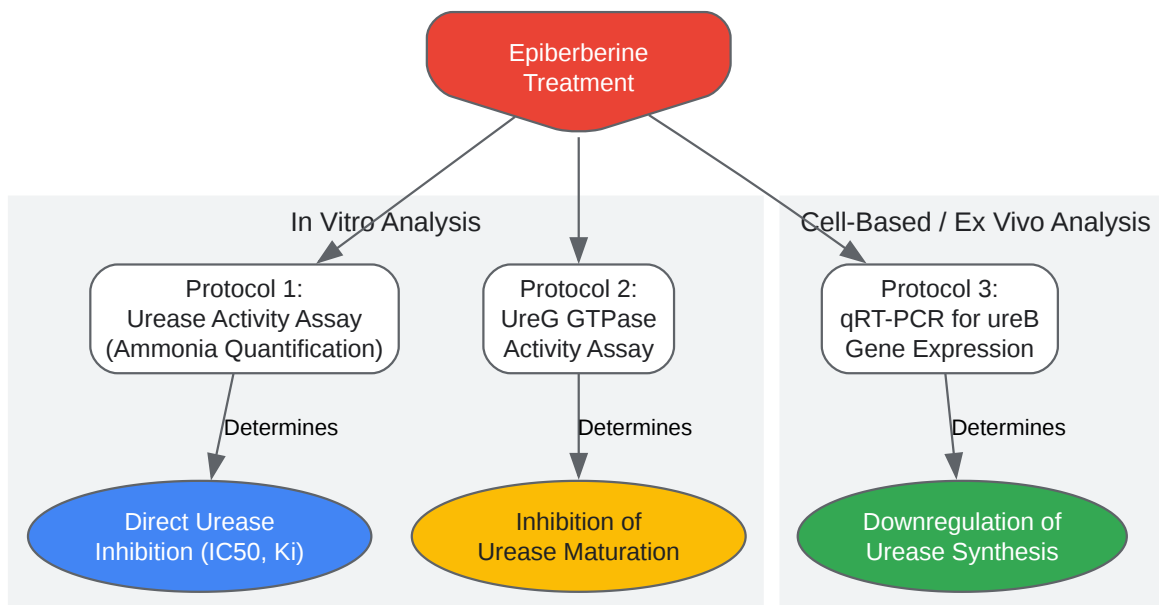 Epiberberine
Treatment
In Vitro Analysis
Cell-Based / Ex Vivo Analysis
Protocol 1:
Urease Activity Assay
(Ammonia Quantification)
Protocol 2:
UreG GTPase
Activity Assay
Protocol 3:
qRT-PCR for ureB
Gene Expression
Determines
Determines
Determines
Direct Urease
Inhibition (IC50, Ki)
Inhibition of
Urease Maturation
Downregulation of
Urease Synthesis